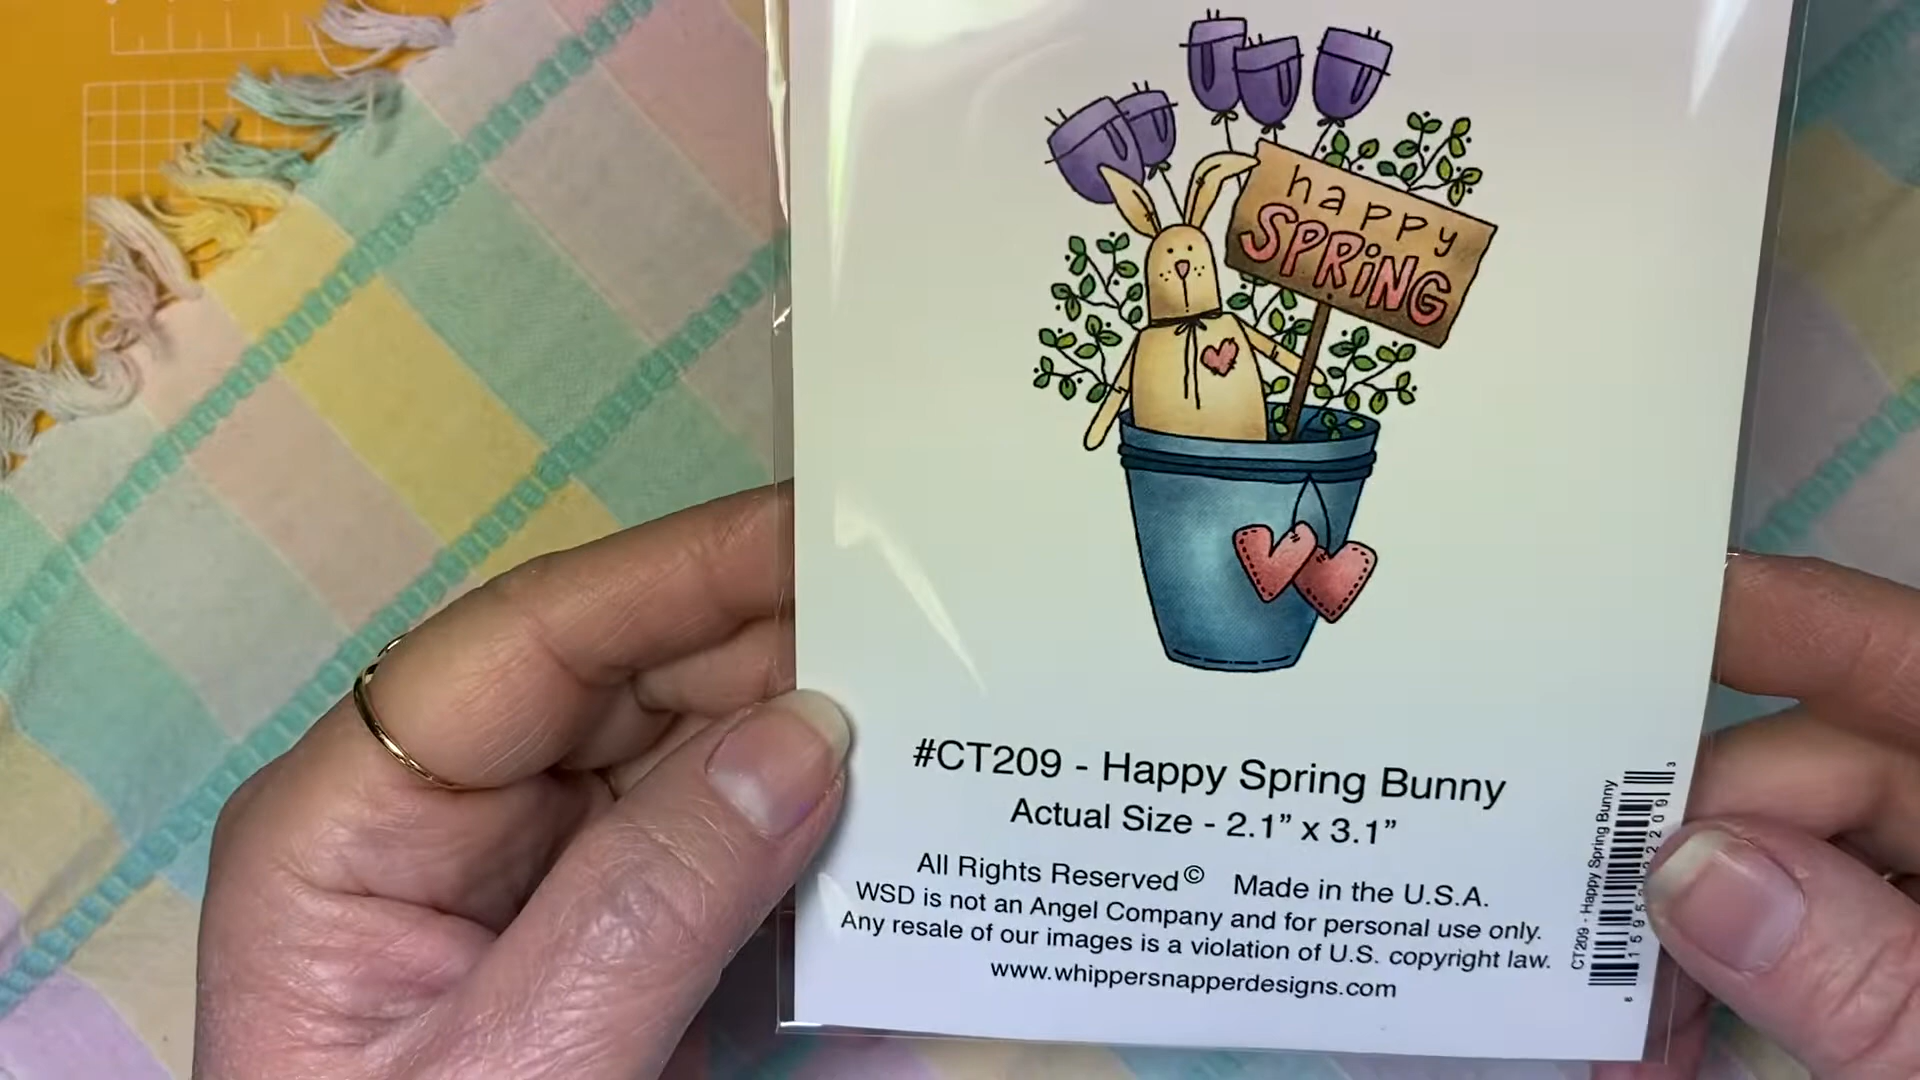 happy
SPRiNG
#CT209 - Happy Spring Bunny
Actual Size - 2.1” x 3.1”
All Rights Reserved© Made in the U.S.A.
WSD is not an Angel Company and for personal use only.
Any resale of our images is a violation of U.S. copyright law.
www.whippersnapperdesigns.com
CT209 - Happy Spring Bunny